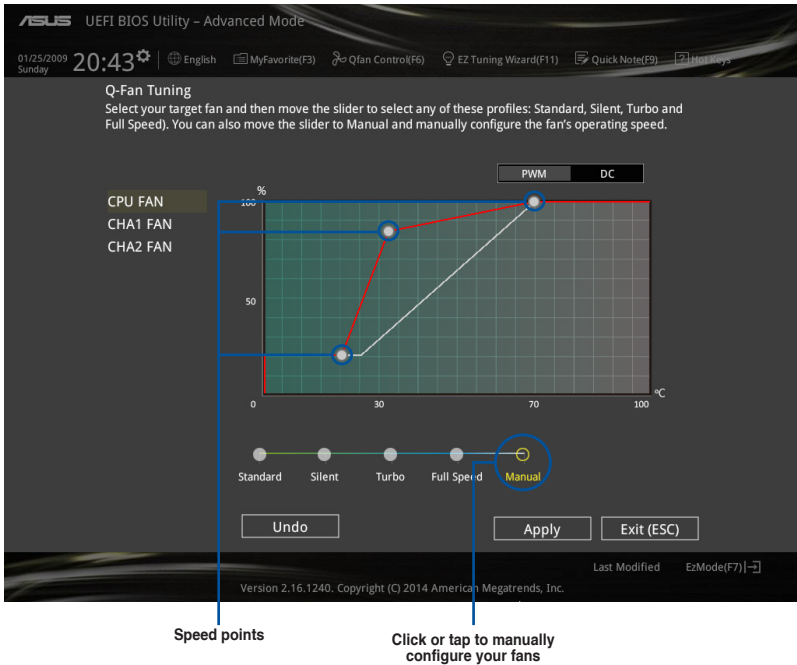 ASUS UEFI BIOS Utility – Advanced Mode
01/25/2009
Sunday
20:43
English
MyFavorite(F3)
Qfan Control(F6)
EZ Tuning Wizard(F11)
Quick Note(F9)
? Hot Keys
Q-Fan Tuning
Select your target fan and then move the slider to select any of these profiles: Standard, Silent, Turbo and
Full Speed). You can also move the slider to Manual and manually configure the fan's operating speed.
PWM DC
CPU FAN
CHA1 FAN
CHA2 FAN
%
100
50
0 30 70 100
ºC
Standard Silent Turbo Full Speed Manual
Undo Apply Exit (ESC)
Last Modified EzMode(F7)
Version 2.16.1240. Copyright (C) 2014 American Megatrends, Inc.
Speed points
Click or tap to manually
configure your fans